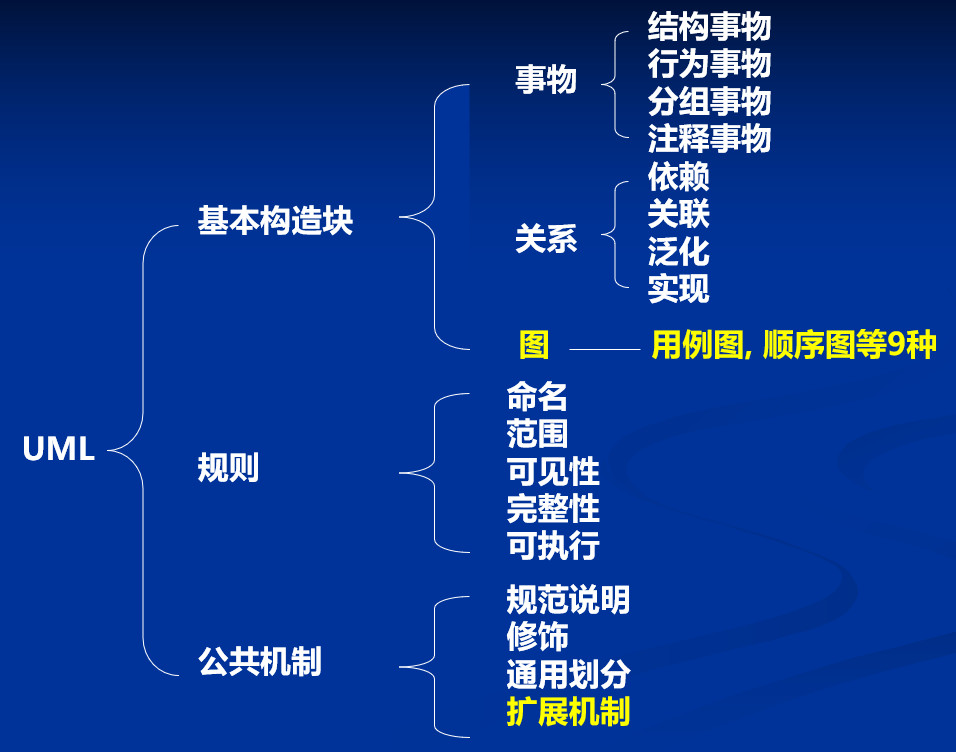 UML
基本构造块
事物
结构事物
行为事物
分组事物
注释事物
关系
依赖
关联
泛化
实现
图
用例图, 顺序图等9种
规则
命名
范围
可见性
完整性
可执行
公共机制
规范说明
修饰
通用划分
扩展机制